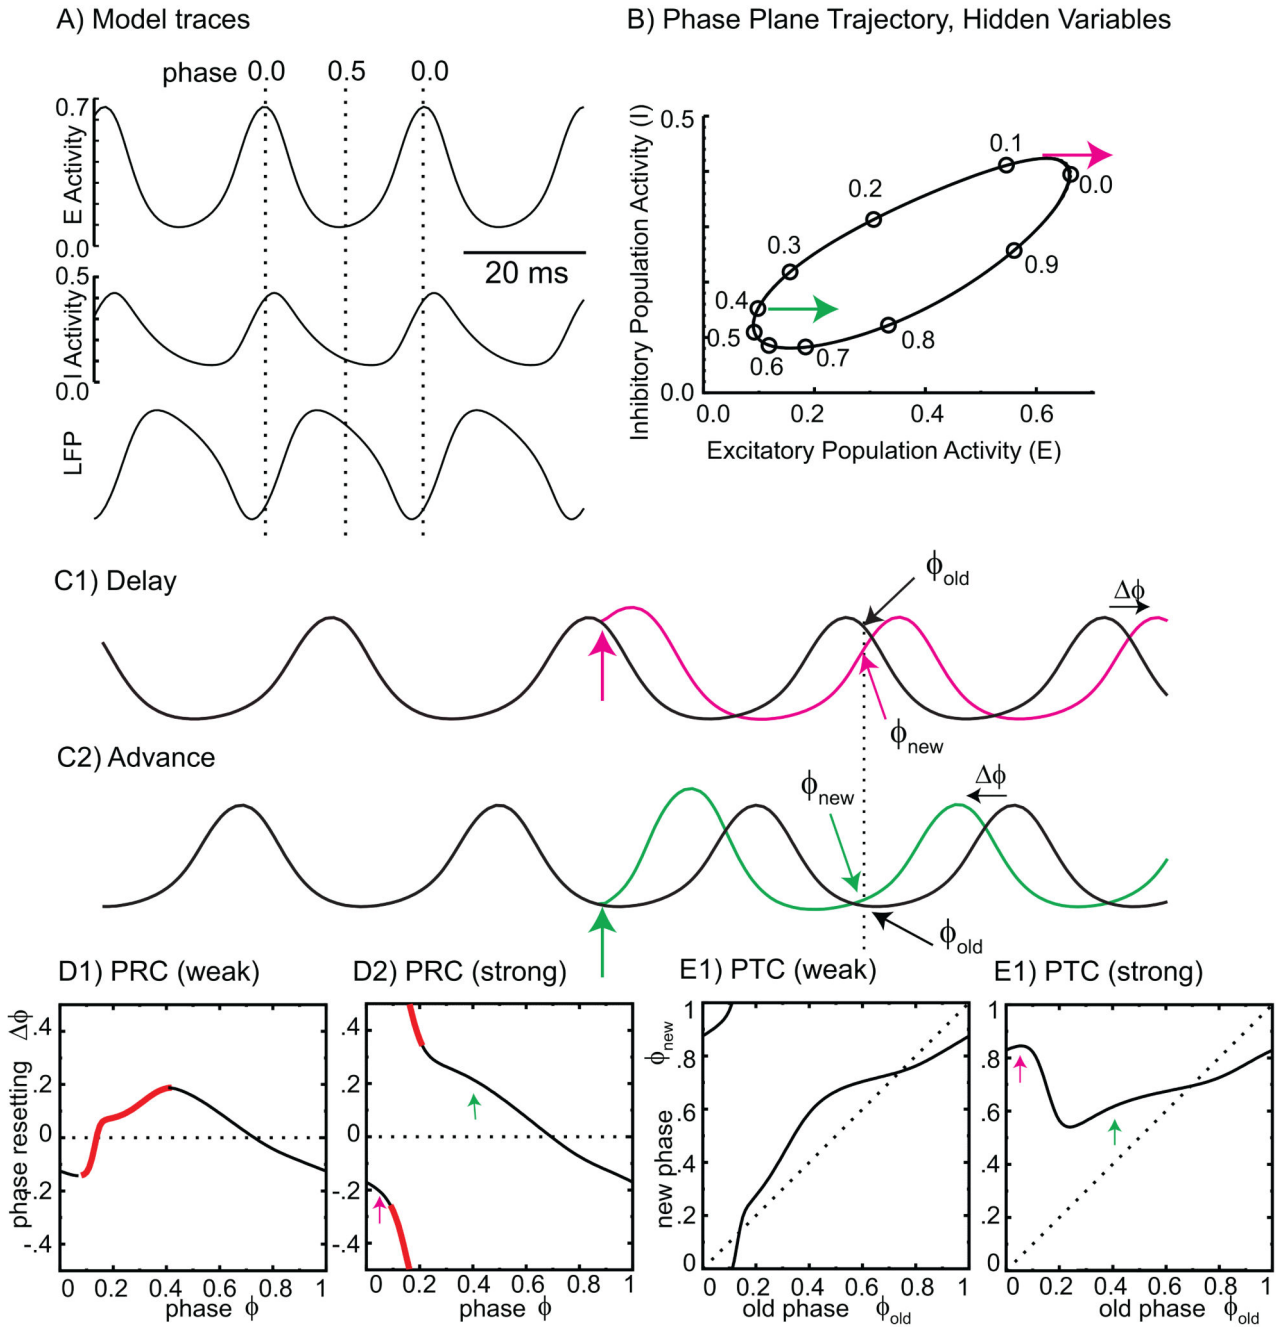 A) Model traces
B) Phase Plane Trajectory, Hidden Variables
phase 0.0 0.5 0.0
0.7
E Activity
0.0
0.5
I Activity
0.0
LFP
20 ms
Inhibitory Population Activity (I)
0.5
0.0
0.1
0.0
0.2
0.3
0.9
0.4
0.5
0.6
0.7
0.8
0.0 0.2 0.4 0.6
Excitatory Population Activity (E)
C1) Delay
ϕold
Δϕ
ϕnew
C2) Advance
ϕnew
Δϕ
ϕold
D1) PRC (weak)
phase resetting Δϕ
.4
.2
0
-.2
-.4
0 0.2 0.4 0.6 0.8 1
phase ϕ
D2) PRC (strong)
.4
.2
0
-.2
-.4
0 0.2 0.4 0.6 0.8 1
phase ϕ
E1) PTC (weak)
new phase ϕnew
1
.8
.6
.4
.2
0
0 0.2 0.4 0.6 0.8 1
old phase ϕold
E1) PTC (strong)
1
.8
.6
.4
.2
0
0 0.2 0.4 0.6 0.8 1
old phase ϕold